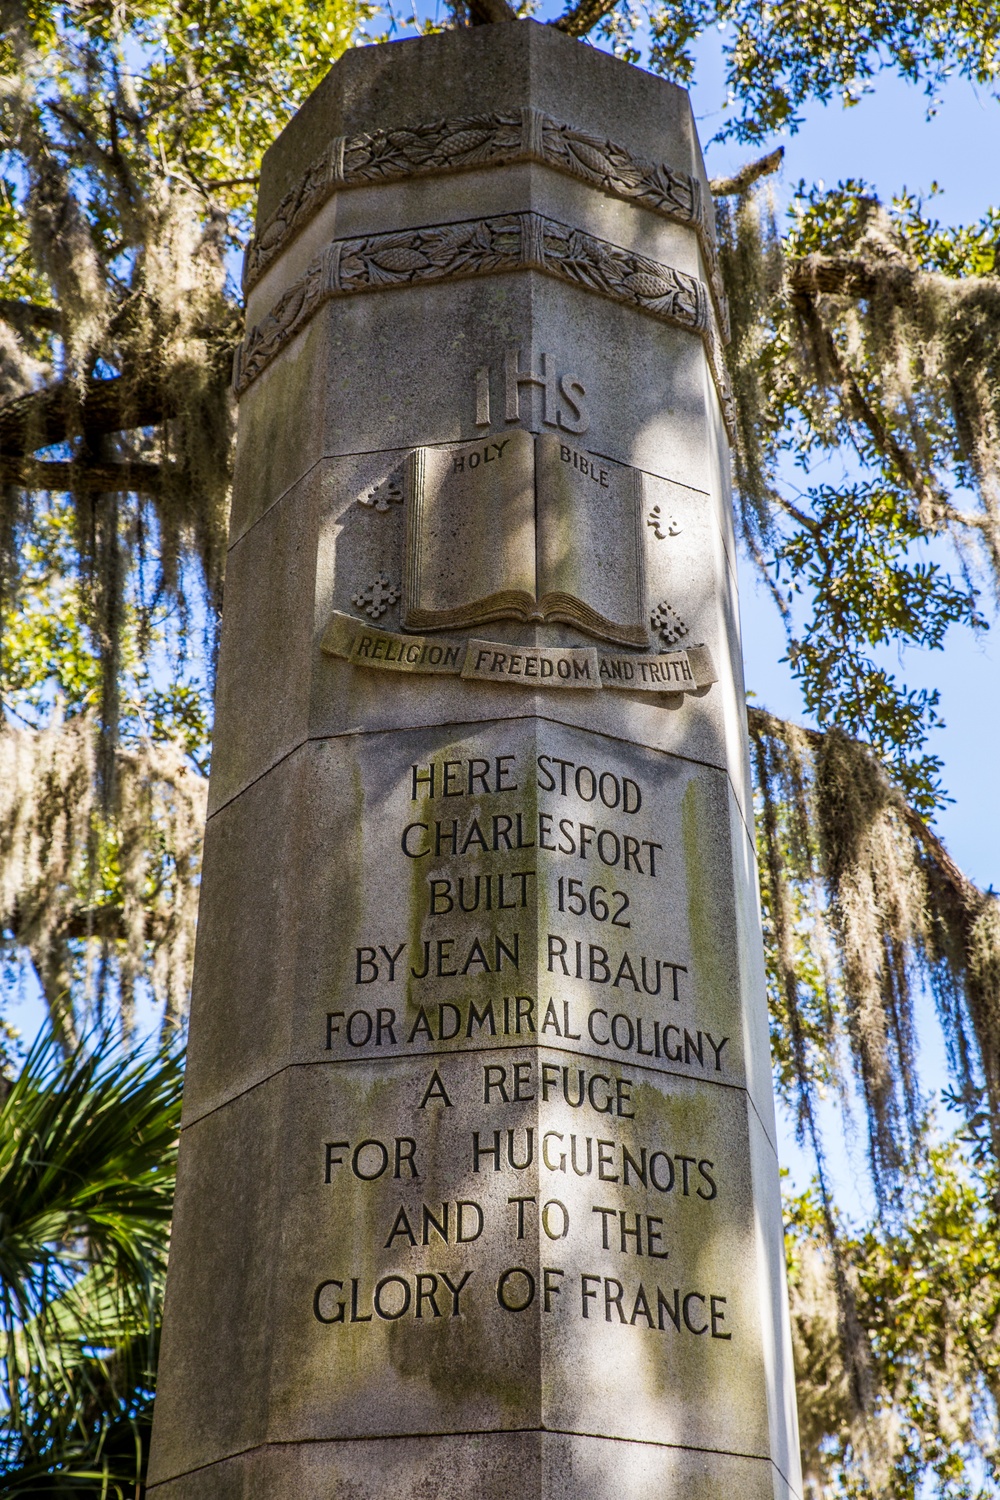 IHS
HOLY BIBLE
RELIGION FREEDOM AND TRUTH
HERE STOOD
CHARLESFORT
BUILT 1562
BY JEAN RIBAUT
FOR ADMIRAL COLIGNY
A REFUGE
FOR HUGUENOTS
AND TO THE
GLORY OF FRANCE